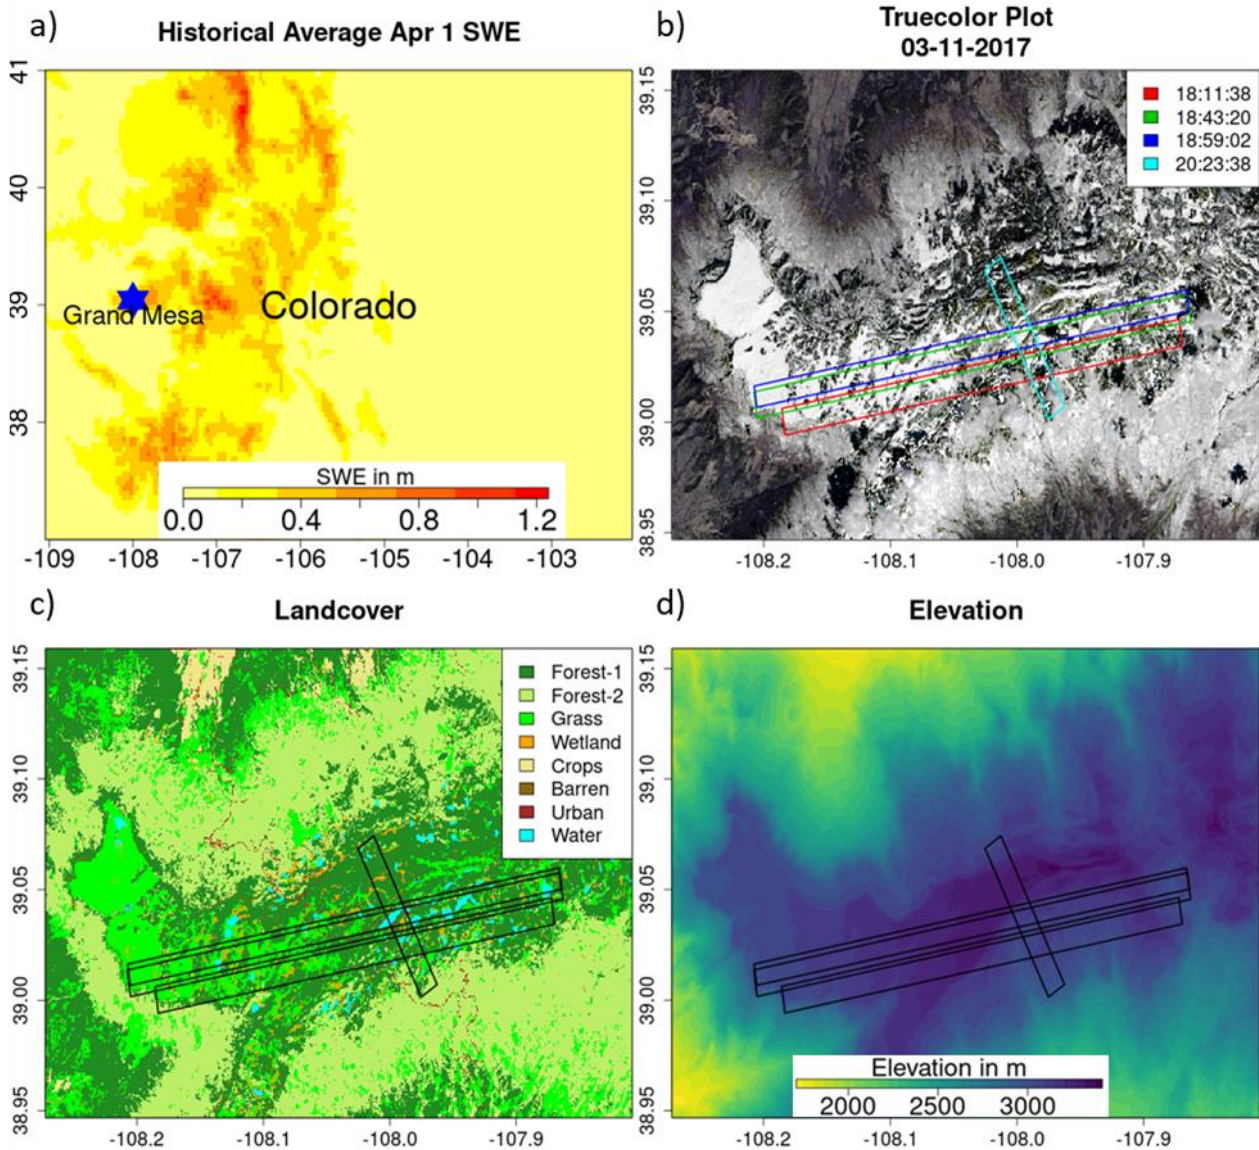 a)
Historical Average Apr 1 SWE
41
40
39
38
Grand Mesa
Colorado
SWE in m
0.0 0.4 0.8 1.2
-109 -108 -107 -106 -105 -104 -103
b)
Truecolor Plot
03-11-2017
18:11:38
18:43:20
18:59:02
20:23:38
39.15
39.10
39.05
39.00
38.95
-108.2 -108.1 -108.0 -107.9
c)
Landcover
Forest-1
Forest-2
Grass
Wetland
Crops
Barren
Urban
Water
39.15
39.10
39.05
39.00
38.95
-108.2 -108.1 -108.0 -107.9
d)
Elevation
39.15
39.10
39.05
39.00
38.95
Elevation in m
2000 2500 3000
-108.2 -108.1 -108.0 -107.9